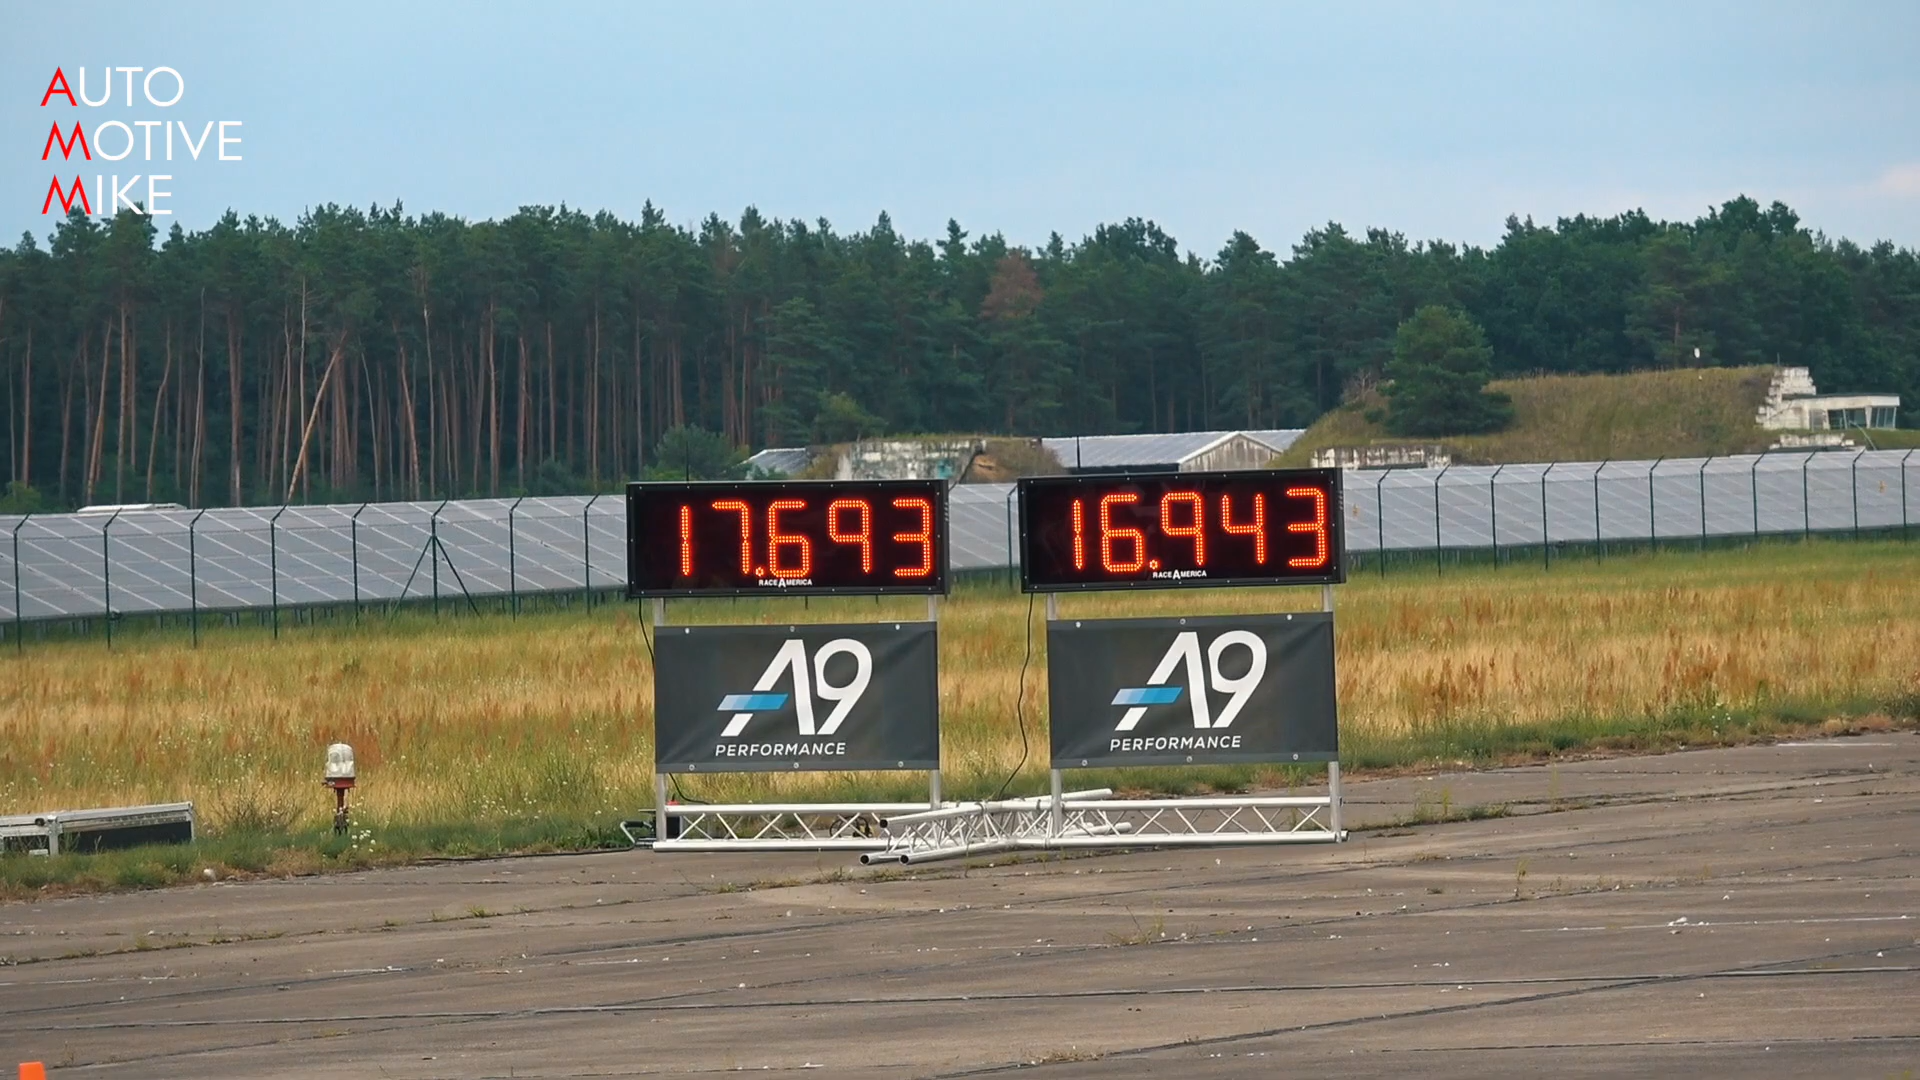 AUTO
MOTIVE
MIKE
17.693
RACE AMERICA
16.943
RACE AMERICA
A9
PERFORMANCE
A9
PERFORMANCE